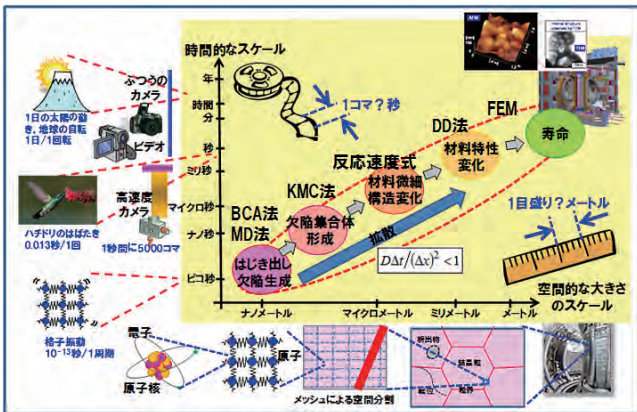 時間的なスケール
年
時間
分
秒
ミリ秒
マイクロ秒
ナノ秒
ピコ秒
ふつうの
カメラ
ビデオ
1日の太陽の動
き,地球の自転
1日/1回転
高速度
カメラ
ハチドリのはばたき
0.013秒/1回
1秒間に5000コマ
格子振動
10⁻¹³秒/1周期
1コマ?秒
BCA法
MD法
はじき出し
欠陥生成
KMC法
欠陥集合体
形成
反応速度式
材料微細
構造変化
DD法
材料特性
変化
FEM
寿命
拡散
DΔt/(Δx)² <1
1目盛り?メートル
空間的な大きさ
のスケール
ナノメートル
マイクロメートル
ミリメートル
メートル
電子
原子核
原子
メッシュによる空間分割
析出物
結晶粒
転位
粒界